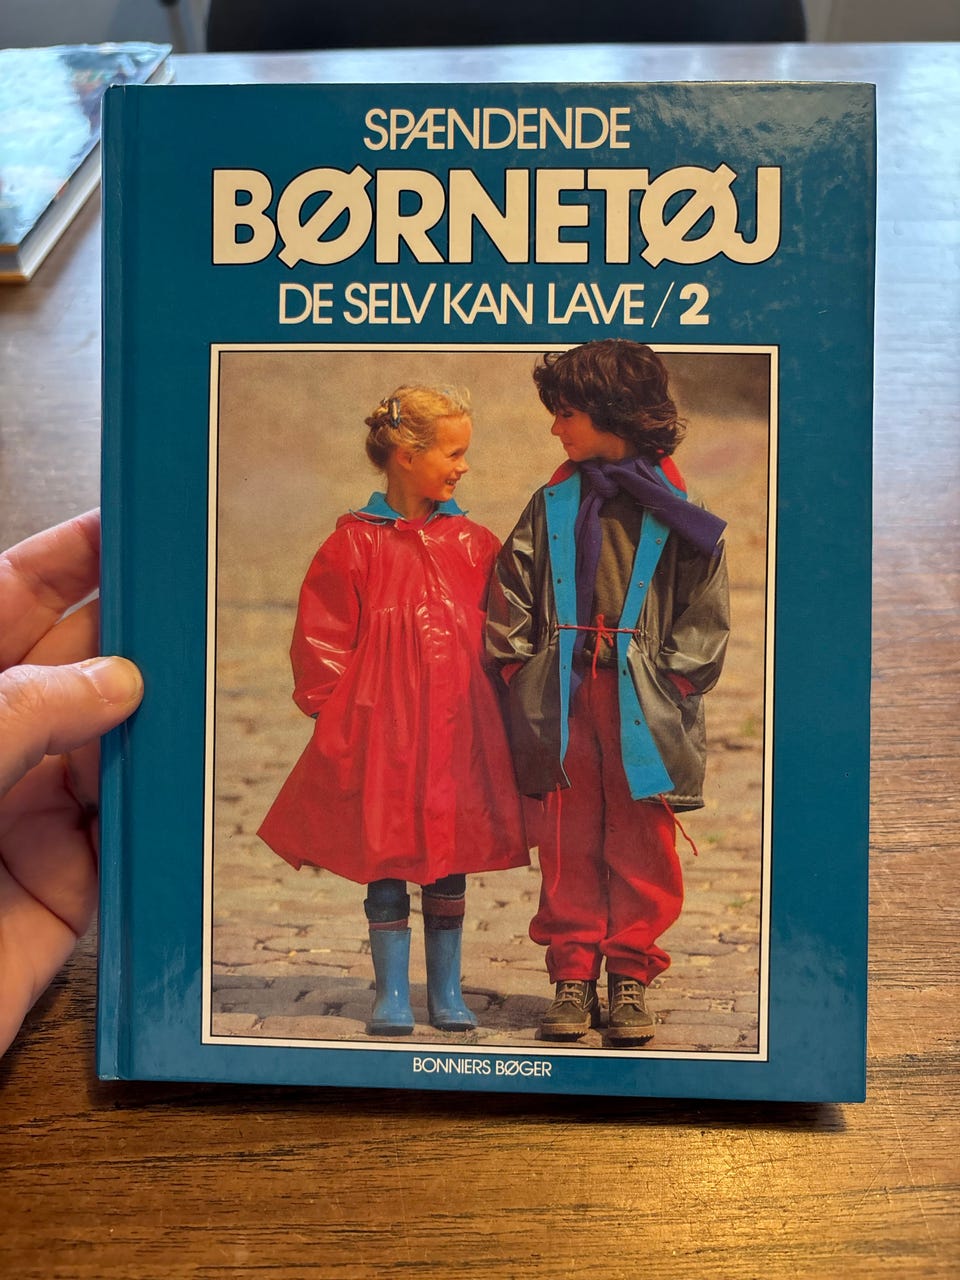 SPÆNDENDE
BØRNETØJ
DE SELV KAN LAVE / 2
BONNIERS BØGER